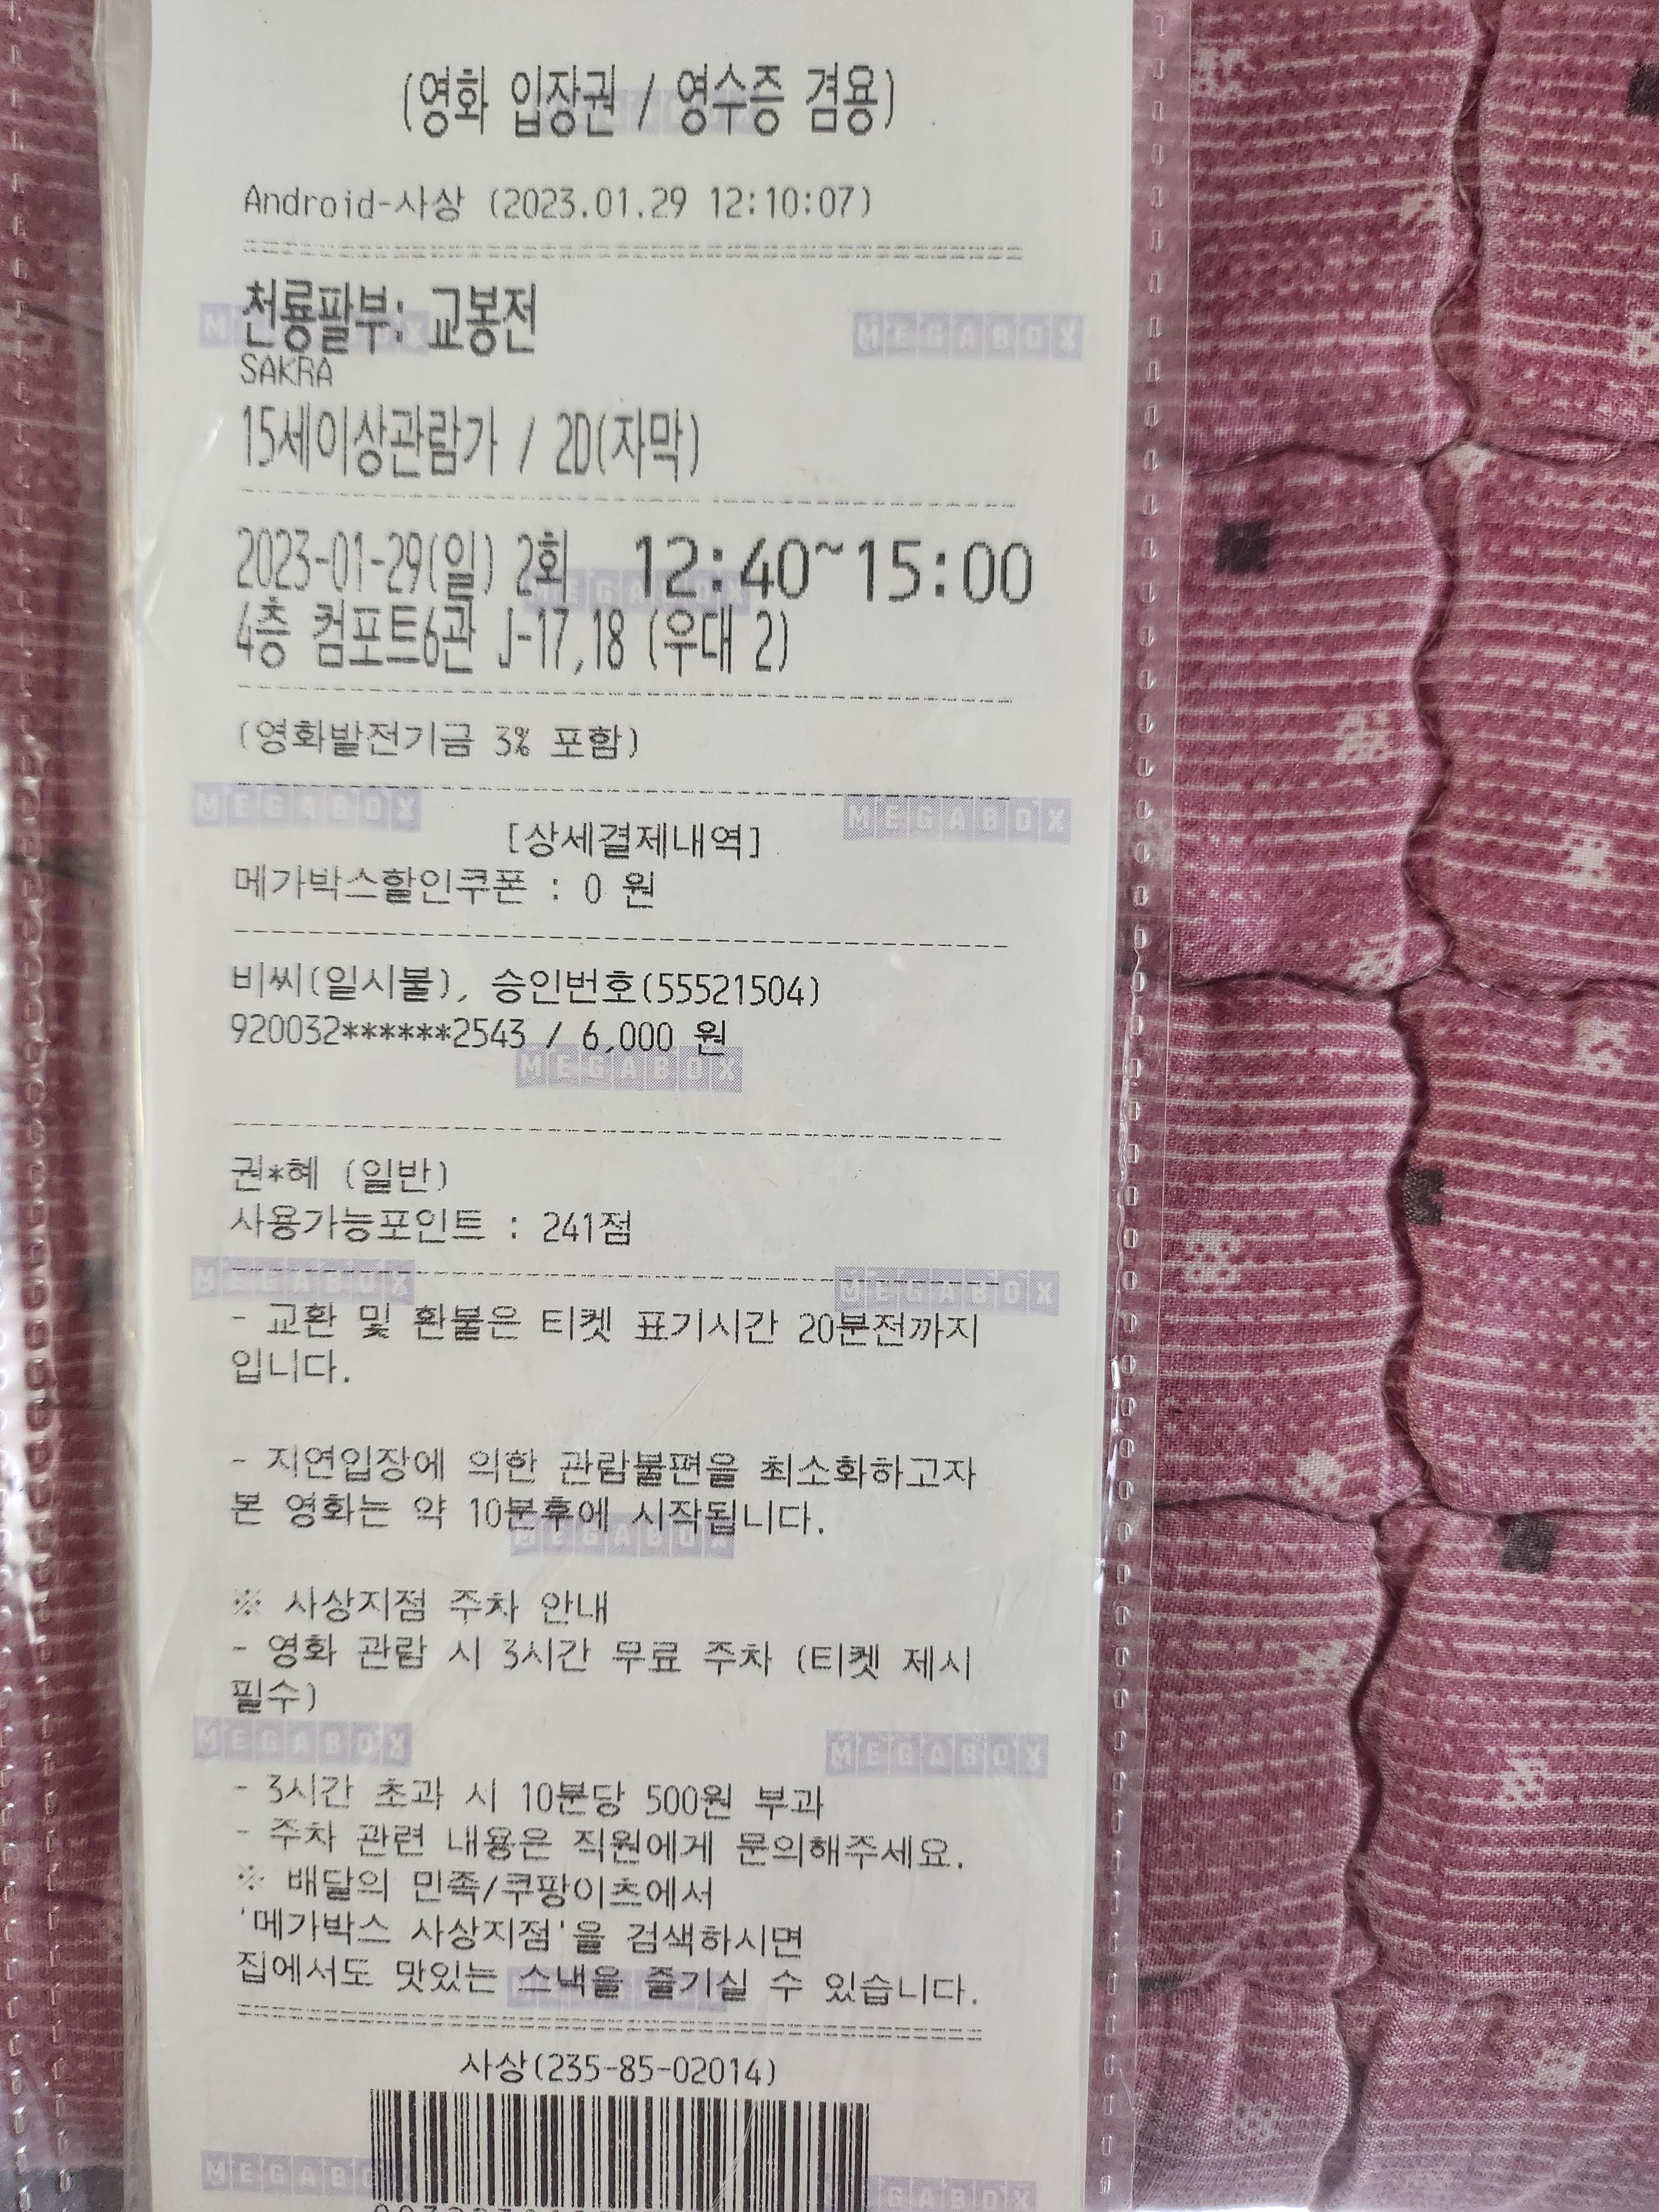 (영화 입장권 / 영수증 겸용)
Android-사상 (2023.01.29 12:10:07)
천룡팔부: 교봉전
MEGABOX
MEGABOX
SAKRA
15세이상관람가 / 2D(자막)
2023-01-29(일) 2회 12:40~15:00
MEGABOX
4층 컴포트6관 J-17,18 (우대 2)
(영화발전기금 3% 포함)
MEGABOX
MEGABOX
[상세결제내역]
메가박스할인쿠폰 : 0 원
비씨(일시불), 승인번호(55521504)
920032******2543 / 6,000 원
MEGABOX
권*혜 (일반)
사용가능포인트 : 241점
MEGABOX
MEGABOX
- 교환 및 환불은 티켓 표기시간 20분전까지
입니다.
- 지연입장에 의한 관람불편을 최소화하고자
본 영화는 약 10분후에 시작됩니다.
MEGABOX
※ 사상지점 주차 안내
- 영화 관람 시 3시간 무료 주차 (티켓 제시
필수)
MEGABOX
MEGABOX
- 3시간 초과 시 10분당 500원 부과
- 주차 관련 내용은 직원에게 문의해주세요.
※ 배달의 민족/쿠팡이츠에서
'메가박스 사상지점'을 검색하시면
집에서도 맛있는 스낵을 즐기실 수 있습니다.
사상(235-85-02014)
MEGABOX